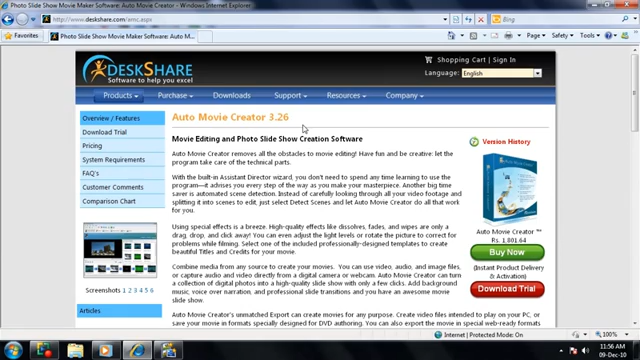 Photo Slide Show Movie Maker Software: Auto Movie Creator - Windows Internet Explorer
http://www.deskshare.com/amc.aspx
Bing
Favorites
Photo Slide Show Movie Maker Software: Auto M...
Page
Safety
Tools
DESKSHARE
Software to help you excel
Shopping Cart | Sign In
Language: English
Products
Purchase
Downloads
Support
Resources
Company
Overview / Features
Download Trial
Pricing
System Requirements
FAQ's
Customer Comments
Comparison Chart
Screenshots 1 2 3 4 5 6
Articles
Auto Movie Creator 3.26
Movie Editing and Photo Slide Show Creation Software
Auto Movie Creator removes all the obstacles to movie editing! Have fun and be creative: let the
program take care of the technical parts.
With the built-in Assistant Director wizard, you don't need to spend any time learning to use the
program—it advises you every step of the way as you make your masterpiece. Another big time
saver is automated scene detection. Instead of carefully looking through all your video footage
and splitting it into scenes to edit, just select Detect Scenes and let Auto Movie Creator do all that work
for you.
Using special effects is a breeze. High-quality effects like dissolves, fades, and wipes are only a
drag, drop, and click away! You can even adjust the light levels or rotate the picture to correct for
problems while filming. Select one of the included professionally-designed templates to create
beautiful Titles and Credits for your movie.
Combine media from any source to create your movies. You can use video, audio, and image files,
or capture audio and video directly from a digital camera or webcam. Auto Movie Creator can turn
a collection of digital photos into a high-quality slide show with only a few clicks. Add background
music, voice over narration, and professional slide transitions and you have an awesome movie
slide show.
Auto Movie Creator's unmatched Export can create movies for any purpose. Create video files intended to play on your PC, or
save your movie in formats specially designed for DVD authoring. You can also export the movie in special web-ready formats
Version History
Auto Movie Creator ™
Rs. 1,801.64
Buy Now
(Instant Product Delivery
& Activation)
Download Trial
Internet | Protected Mode: On
100%
11:56 AM
09-Dec-10